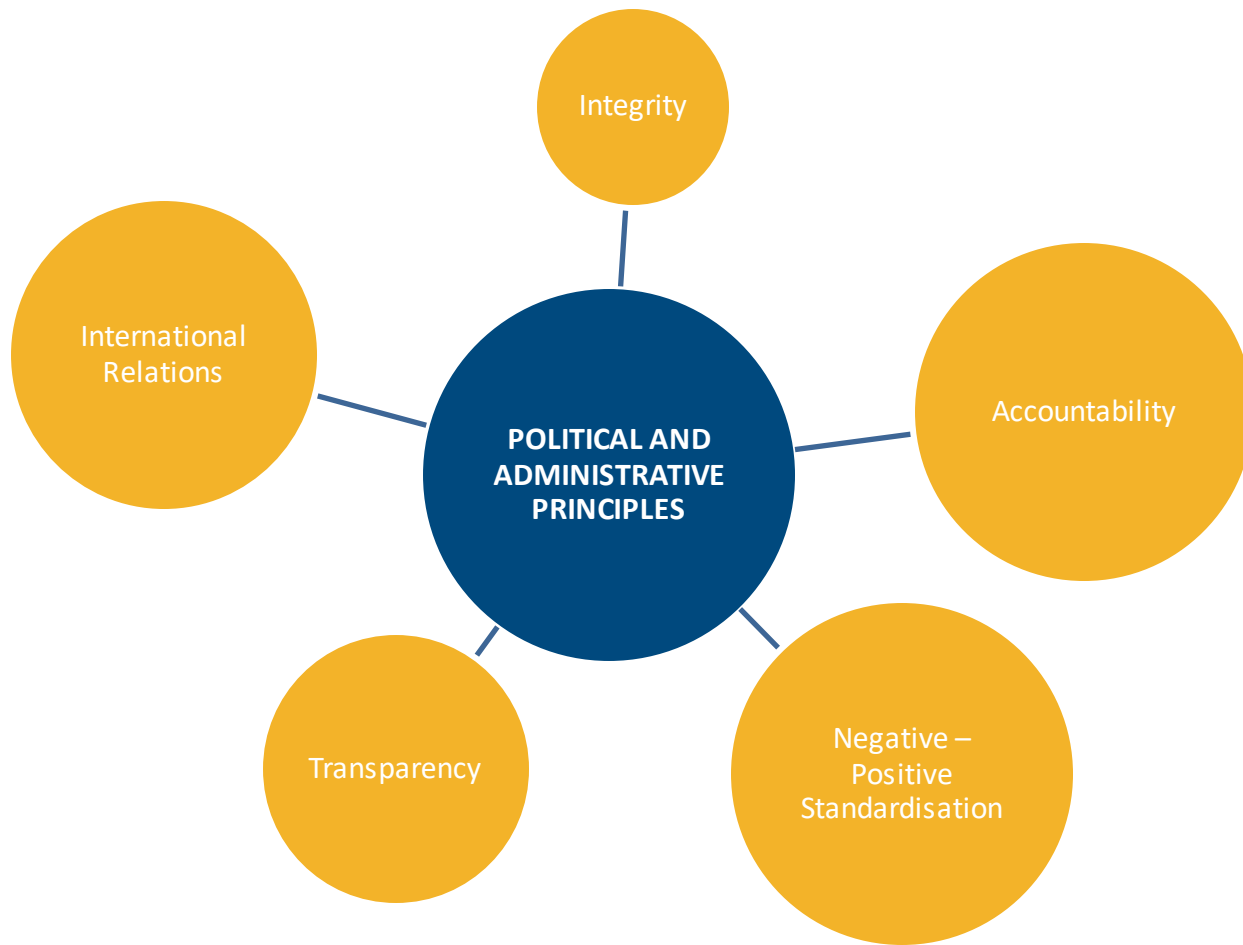 Integrity
International
Relations
Accountability
POLITICAL AND
ADMINISTRATIVE
PRINCIPLES
Transparency
Negative –
Positive
Standardisation